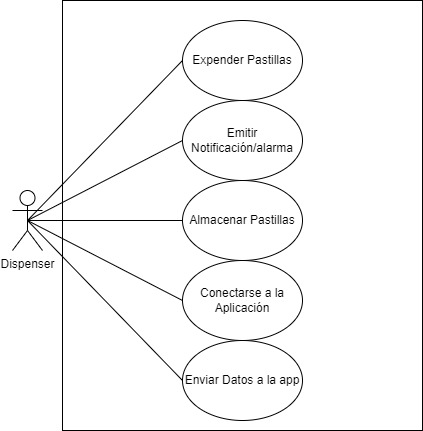 Expender Pastillas
Emitir
Notificación/alarma
Almacenar Pastillas
Dispenser
Conectarse a la
Aplicación
Enviar Datos a la app